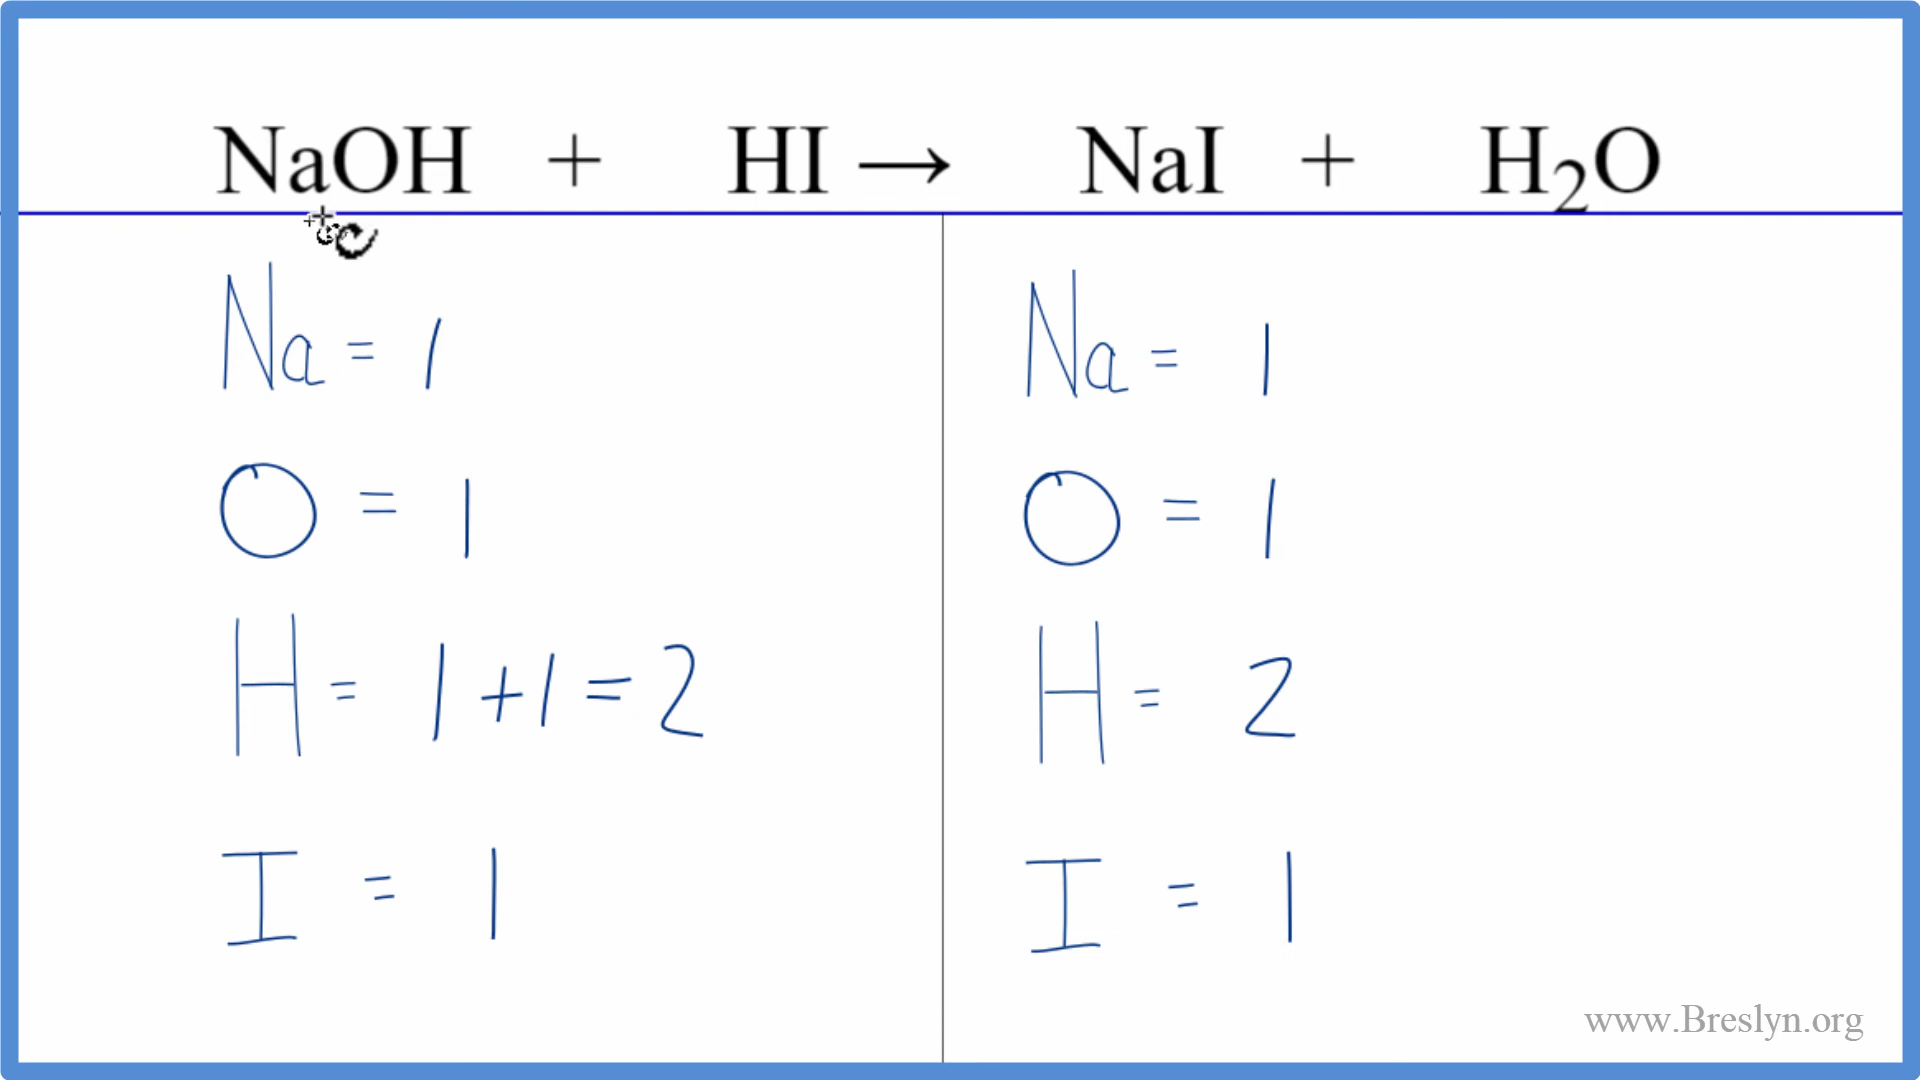 NaOH + HI → NaI + H₂O
Na = 1
O = 1
H = 1 + 1 = 2
I = 1
Na = 1
O = 1
H = 2
I = 1
www.Breslyn.org